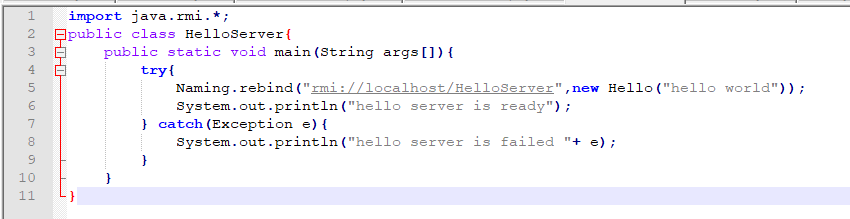 1 import java.rmi.*;
2 public class HelloServer{
3 public static void main(String args[]){
4 try{
5 Naming.rebind("rmi://localhost/HelloServer",new Hello("hello world"));
6 System.out.println("hello server is ready");
7 } catch(Exception e){
8 System.out.println("hello server is failed "+ e);
9 }
10 }
11 }